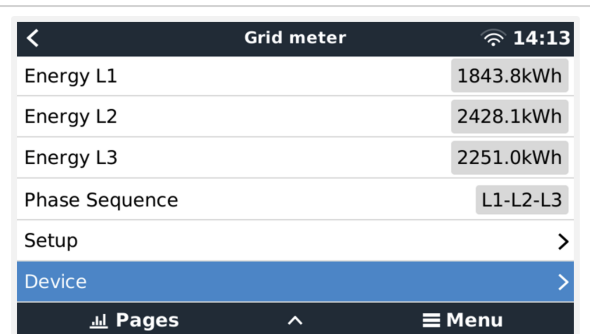 Grid meter 14:13
Energy L1 1843.8kWh
Energy L2 2428.1kWh
Energy L3 2251.0kWh
Phase Sequence L1-L2-L3
Setup
Device
Pages Menu